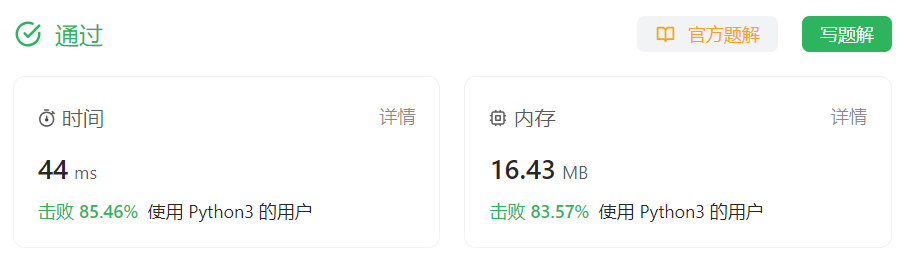 通过 官方题解 写题解
时间 详情
44 ms
击败 85.46% 使用 Python3 的用户
内存 详情
16.43 MB
击败 83.57% 使用 Python3 的用户